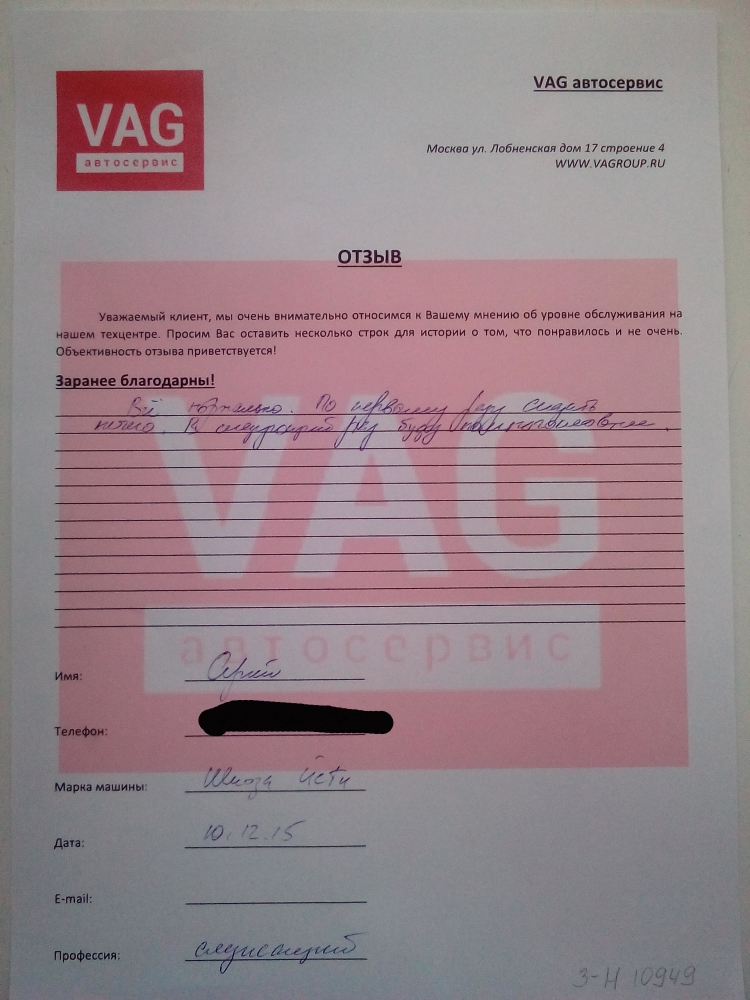 VAG
автосервис
VAG автосервис
Москва ул. Лобненская дом 17 строение 4
WWW.VAGROUP.RU
ОТЗЫВ
Уважаемый клиент, мы очень внимательно относимся к Вашему мнению об уровне обслуживания на
нашем техцентре. Просим Вас оставить несколько строк для истории о том, что понравилось и не очень.
Объективность отзыва приветствуется!
Заранее благодарны!
Всё нормально. По первому разу сказать
нечего. В следующий раз буду
VAG
автосервис
Имя: Сергей
Телефон:
Марка машины: Шкода Йети
Дата: 10.12.15
E-mail:
Профессия: служащий
З-Н 10949